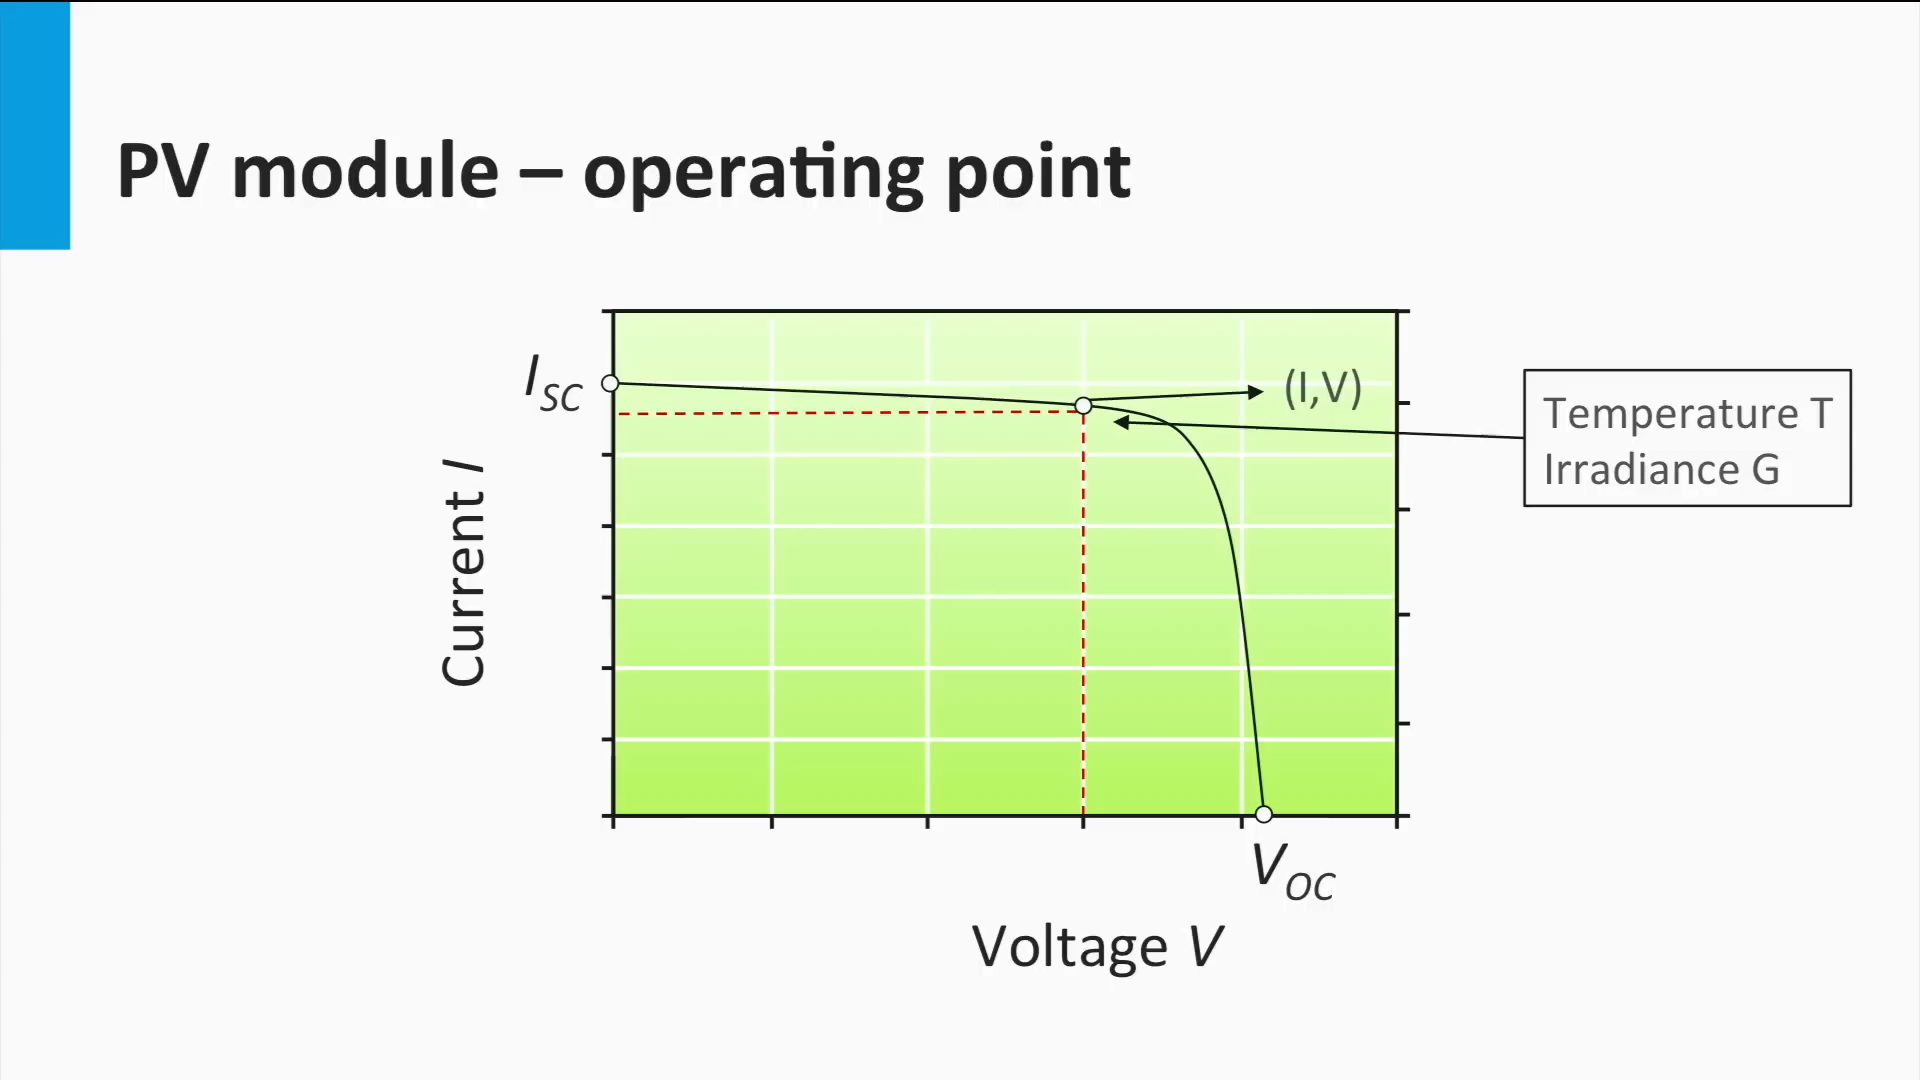 PV module – operating point
I_SC
(I,V)
Temperature T
Irradiance G
Current I
V_OC
Voltage V